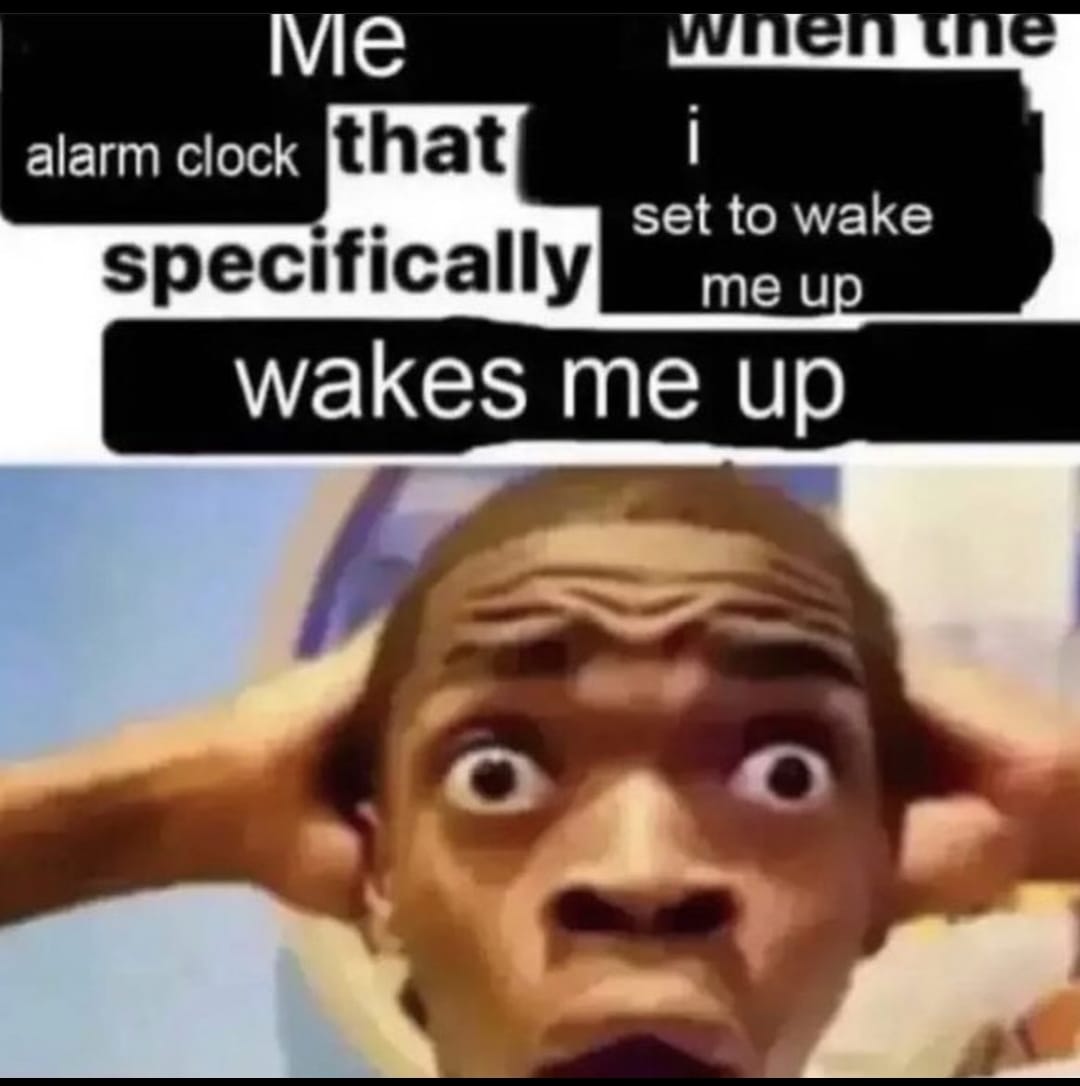 Me when the
alarm clock that i
specifically set to wake
me up
wakes me up